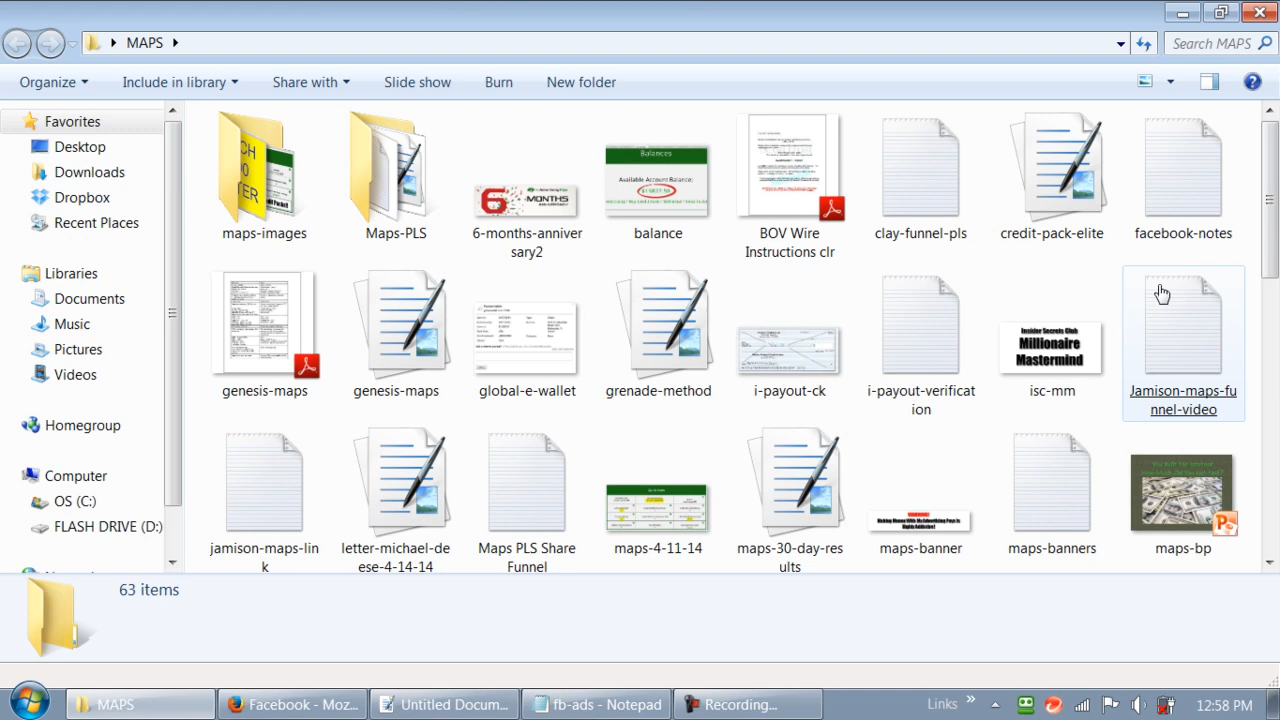 MAPS
Search MAPS
Organize
Include in library
Share with
Slide show
Burn
New folder
Favorites
Desktop
Downloads
Dropbox
Recent Places
Libraries
Documents
Music
Pictures
Videos
Homegroup
Computer
OS (C:)
FLASH DRIVE (D:)
maps-images
Maps-PLS
6-months-anniver
sary2
Balances
Available Account Balance:
balance
BOV Wire
Instructions clr
clay-funnel-pls
credit-pack-elite
facebook-notes
genesis-maps
genesis-maps
global-e-wallet
grenade-method
i-payout-ck
i-payout-verificat
ion
Insider Secrets Club
Millionaire
Mastermind
isc-mm
Jamison-maps-fu
nnel-video
jamison-maps-lin
k
letter-michael-de
ese-4-14-14
Maps PLS Share
Funnel
maps-4-11-14
maps-30-day-res
ults
maps-banner
maps-banners
maps-bp
63 items
MAPS
Facebook - Moz...
Untitled Docum...
fb-ads - Notepad
Recording...
Links
12:58 PM